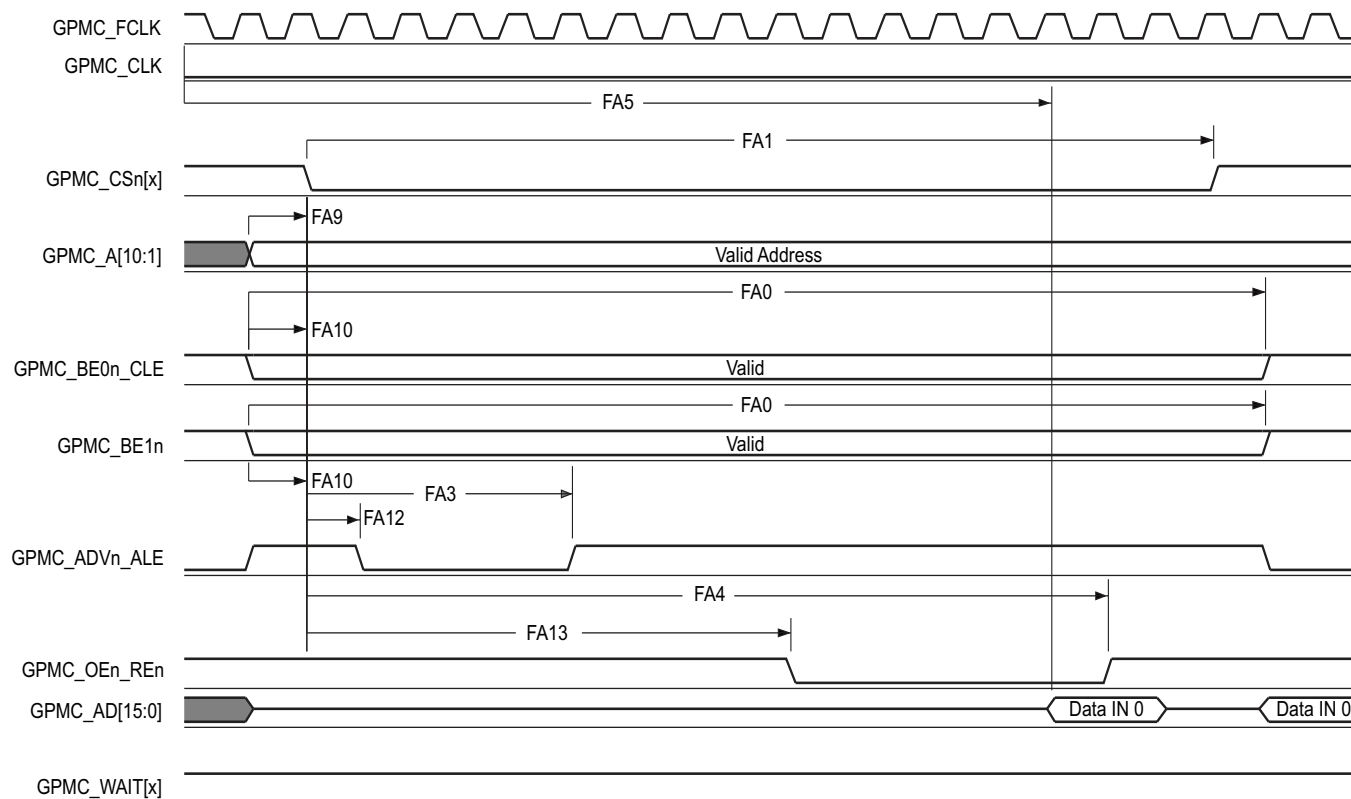 GPMC_FCLK
GPMC_CLK
FA5
FA1
GPMC_CSn[x]
FA9
GPMC_A[10:1]
Valid Address
FA0
FA10
GPMC_BE0n_CLE
Valid
FA0
GPMC_BE1n
Valid
FA10
FA3
FA12
GPMC_ADVn_ALE
FA4
FA13
GPMC_OEn_REn
GPMC_AD[15:0]
Data IN 0
Data IN 0
GPMC_WAIT[x]